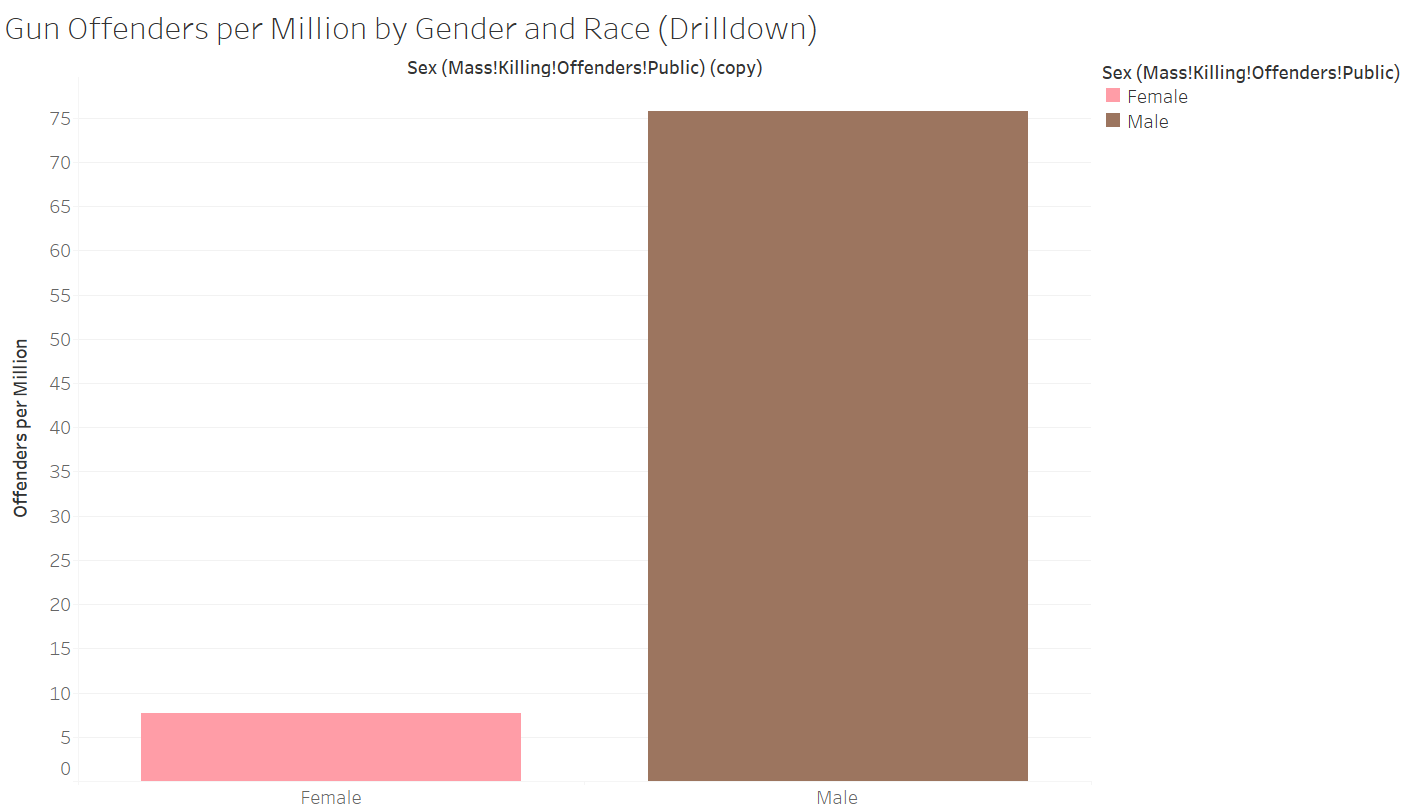 Gun Offenders per Million by Gender and Race (Drilldown)
Sex (Mass!Killing!Offenders!Public) (copy)
Sex (Mass!Killing!Offenders!Public)
Female
Male
Offenders per Million
75
70
65
60
55
50
45
40
35
30
25
20
15
10
5
0
Female
Male